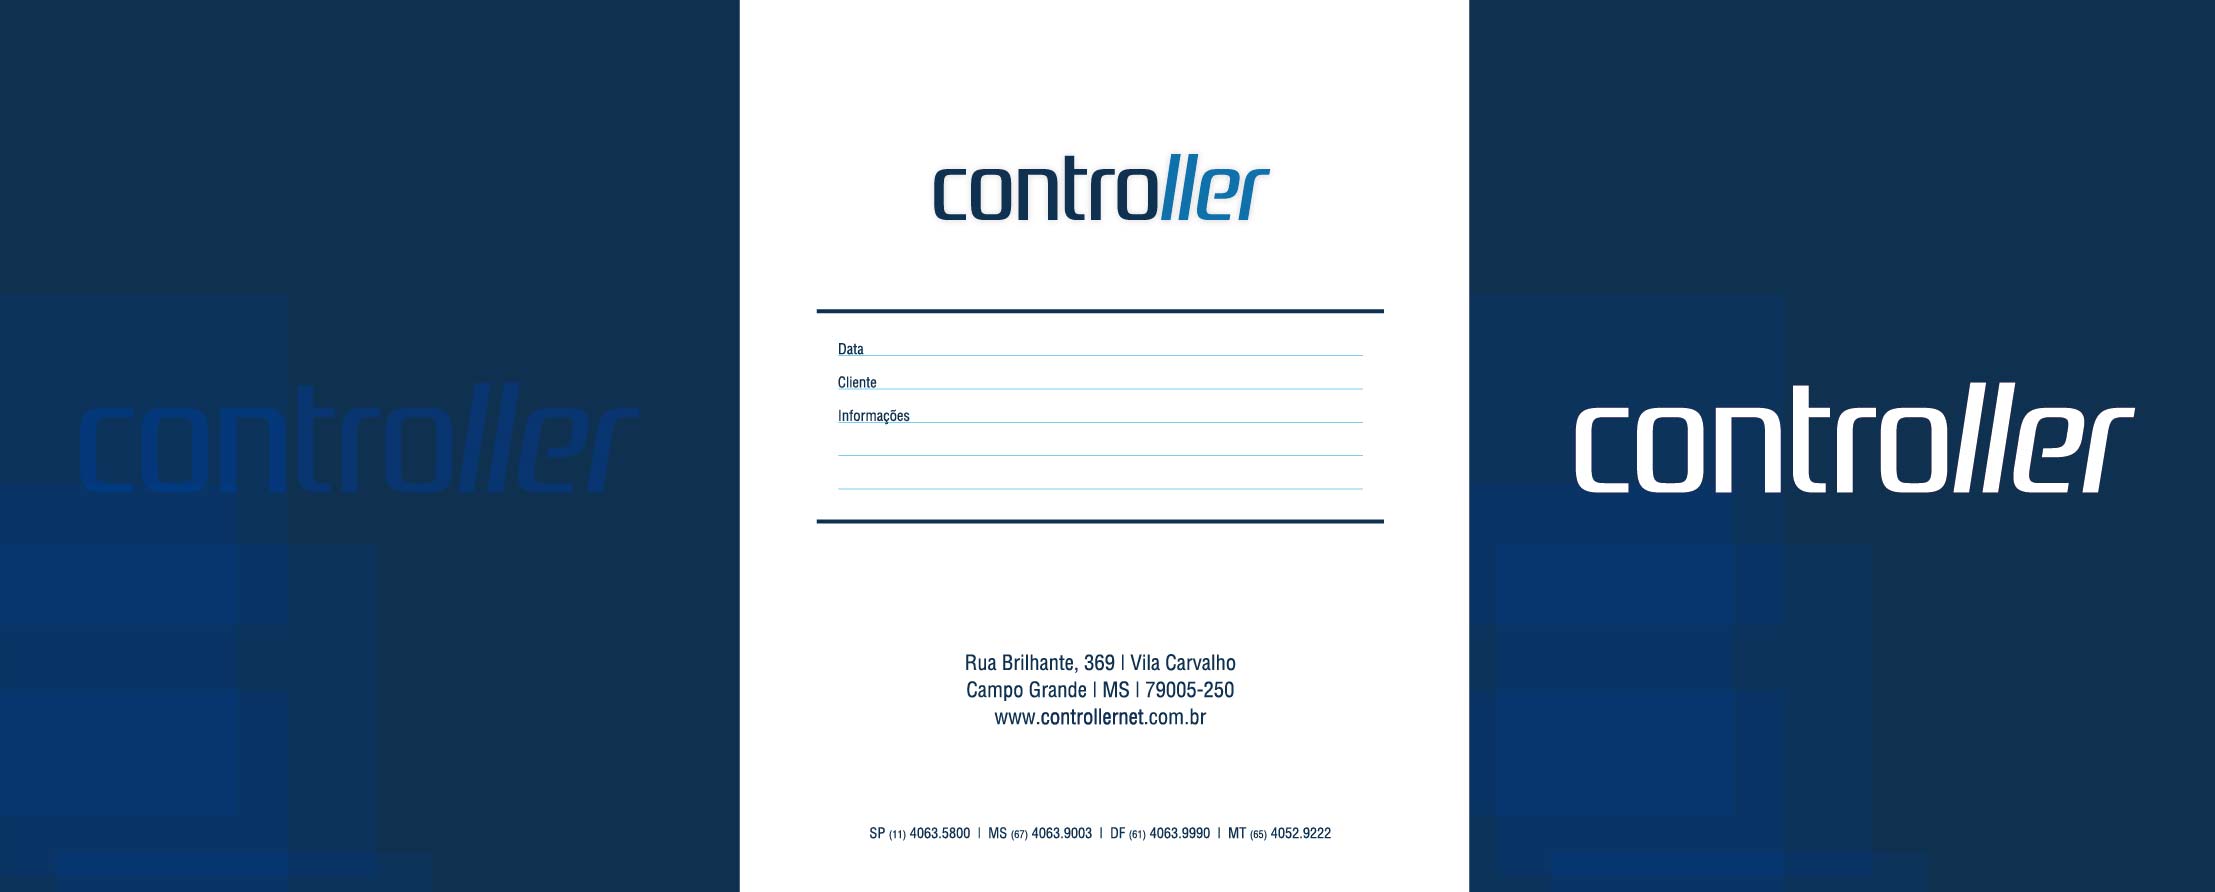 controller
controller
Data
Cliente
Informações
Rua Brilhante, 369 | Vila Carvalho
Campo Grande | MS | 79005-250
www.controllernet.com.br
SP (11) 4063.5800 | MS (67) 4063.9003 | DF (61) 4063.9990 | MT (65) 4052.9222
controller